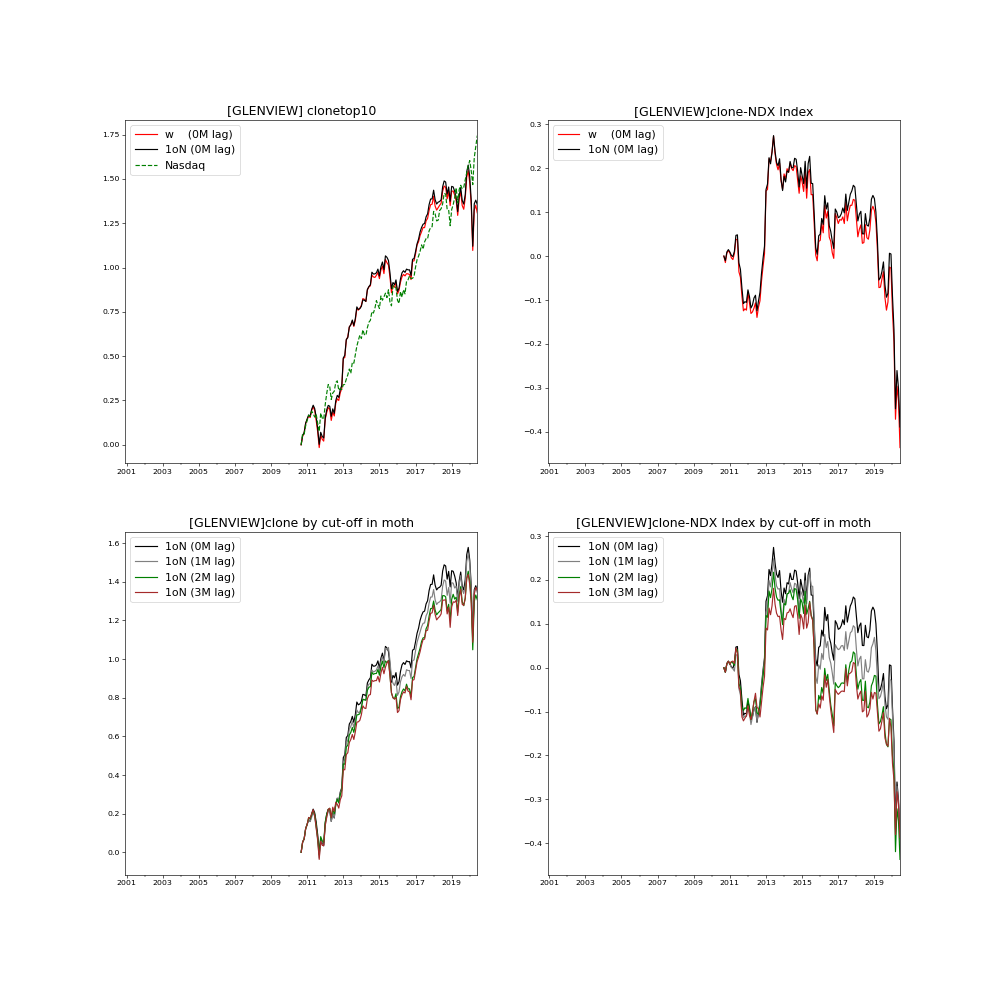 [GLENVIEW] clonetop10
w (0M lag)
1oN (0M lag)
Nasdaq
1.75
1.50
1.25
1.00
0.75
0.50
0.25
0.00
2001 2003 2005 2007 2009 2011 2013 2015 2017 2019
[GLENVIEW]clone-NDX Index
w (0M lag)
1oN (0M lag)
0.3
0.2
0.1
0.0
−0.1
−0.2
−0.3
−0.4
2001 2003 2005 2007 2009 2011 2013 2015 2017 2019
[GLENVIEW]clone by cut-off in moth
1oN (0M lag)
1oN (1M lag)
1oN (2M lag)
1oN (3M lag)
1.6
1.4
1.2
1.0
0.8
0.6
0.4
0.2
0.0
2001 2003 2005 2007 2009 2011 2013 2015 2017 2019
[GLENVIEW]clone-NDX Index by cut-off in moth
1oN (0M lag)
1oN (1M lag)
1oN (2M lag)
1oN (3M lag)
0.3
0.2
0.1
0.0
−0.1
−0.2
−0.3
−0.4
2001 2003 2005 2007 2009 2011 2013 2015 2017 2019